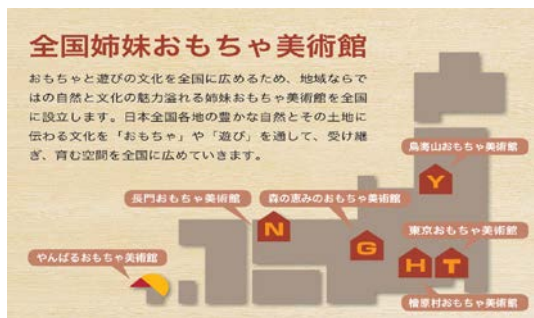 全国姉妹おもちゃ美術館
おもちゃと遊びの文化を全国に広めるため、地域ならで
はの自然と文化の魅力溢れる姉妹おもちゃ美術館を全国
に設立します。日本全国各地の豊かな自然とその土地に
伝わる文化を「おもちゃ」や「遊び」を通して、受け継
ぎ、育む空間を全国に広めていきます。
鳥海山おもちゃ美術館
Y
長門おもちゃ美術館
森の恵みのおもちゃ美術館
N
東京おもちゃ美術館
G
やんばるおもちゃ美術館
H
T
檜原村おもちゃ美術館